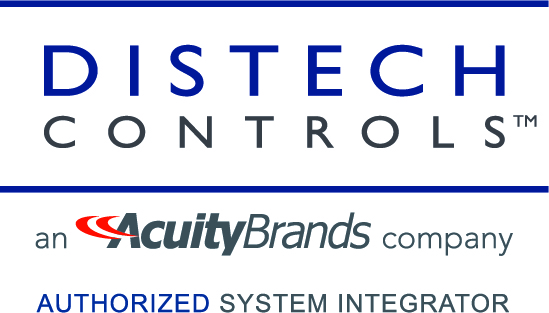 DISTECH
CONTROLS™
an AcuityBrands company
AUTHORIZED SYSTEM INTEGRATOR